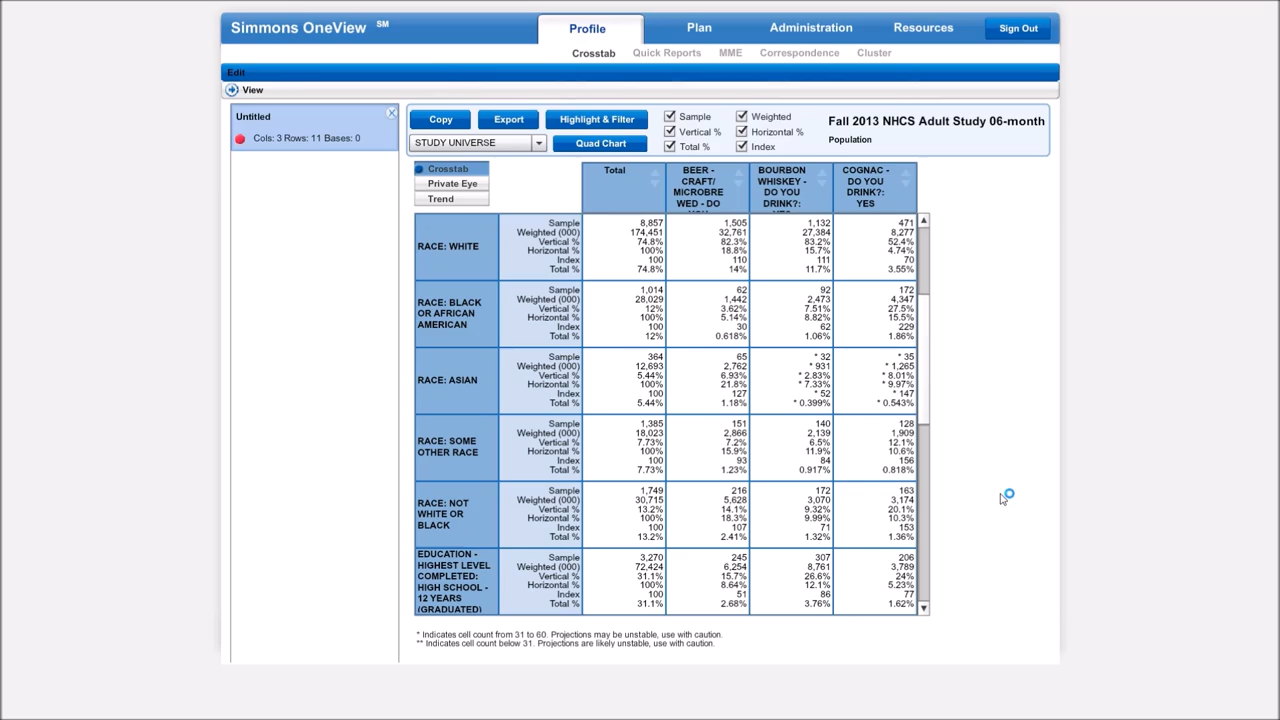 Simmons OneView SM
Profile
Plan
Administration
Resources
Sign Out
Crosstab
Quick Reports
MME
Correspondence
Cluster
Edit
View
Untitled
Cols: 3 Rows: 11 Bases: 0
Copy
Export
Highlight & Filter
STUDY UNIVERSE
Quad Chart
Sample
Weighted
Vertical %
Horizontal %
Total %
Index
Fall 2013 NHCS Adult Study 06-month
Population
Crosstab
Private Eye
Trend
Total
BEER -
CRAFT/
MICROBRE
WED - DO
BOURBON
WHISKEY -
DO YOU
DRINK?:
COGNAC -
DO YOU
DRINK?:
YES
RACE: WHITE
Sample 8,857 1,505 1,132 471
Weighted (000) 174,451 32,761 27,384 8,277
Vertical % 74.8% 82.3% 83.2% 52.4%
Horizontal % 100% 18.8% 15.7% 4.74%
Index 100 110 111 70
Total % 74.8% 14% 11.7% 3.55%
RACE: BLACK
OR AFRICAN
AMERICAN
Sample 1,014 62 92 172
Weighted (000) 28,029 1,442 2,473 4,347
Vertical % 12% 3.62% 7.51% 27.5%
Horizontal % 100% 5.14% 8.82% 15.5%
Index 100 30 62 229
Total % 12% 0.618% 1.06% 1.86%
RACE: ASIAN
Sample 364 65 * 32 * 35
Weighted (000) 12,693 2,762 * 931 * 1,265
Vertical % 5.44% 6.93% * 2.83% * 8.01%
Horizontal % 100% 21.8% * 7.33% * 9.97%
Index 100 127 * 52 * 147
Total % 5.44% 1.18% * 0.399% * 0.543%
RACE: SOME
OTHER RACE
Sample 1,385 151 140 128
Weighted (000) 18,023 2,866 2,139 1,909
Vertical % 7.73% 7.2% 6.5% 12.1%
Horizontal % 100% 15.9% 11.9% 10.6%
Index 100 93 84 156
Total % 7.73% 1.23% 0.917% 0.818%
RACE: NOT
WHITE OR
BLACK
Sample 1,749 216 172 163
Weighted (000) 30,715 5,628 3,070 3,174
Vertical % 13.2% 14.1% 9.32% 20.1%
Horizontal % 100% 18.3% 9.99% 10.3%
Index 100 107 71 153
Total % 13.2% 2.41% 1.32% 1.36%
EDUCATION -
HIGHEST LEVEL
COMPLETED:
HIGH SCHOOL -
12 YEARS
(GRADUATED)
Sample 3,270 245 307 206
Weighted (000) 72,424 6,254 8,761 3,789
Vertical % 31.1% 15.7% 26.6% 24%
Horizontal % 100% 8.64% 12.1% 5.23%
Index 100 51 86 77
Total % 31.1% 2.68% 3.76% 1.62%
* Indicates cell count from 31 to 60. Projections may be unstable, use with caution.
** Indicates cell count below 31. Projections are likely unstable, use with caution.